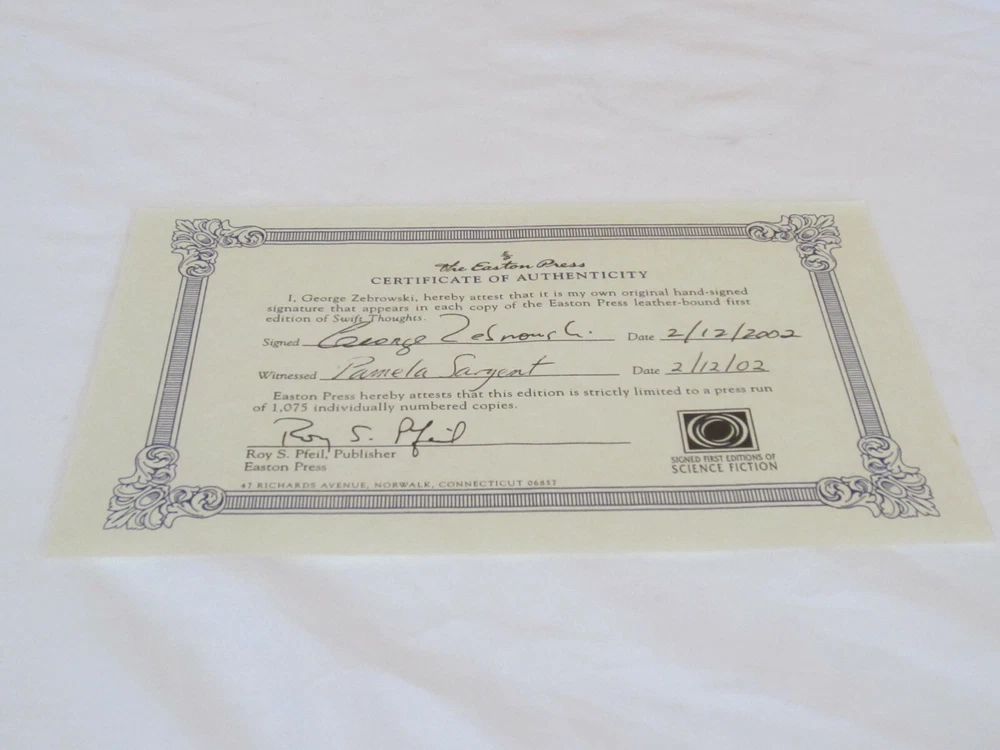 The Easton Press
CERTIFICATE OF AUTHENTICITY
I, George Zebrowski, hereby attest that it is my own original hand-signed
signature that appears in each copy of the Easton Press leather-bound first
edition of Swift Thoughts.
Signed George Zebrowski Date 2/12/2002
Witnessed Pamela Sargent Date 2/12/02
Easton Press hereby attests that this edition is strictly limited to a press run
of 1,075 individually numbered copies.
Roy S. Pfeil
Roy S. Pfeil, Publisher
Easton Press
47 RICHARDS AVENUE, NORWALK, CONNECTICUT 06857
SIGNED FIRST EDITIONS OF
SCIENCE FICTION